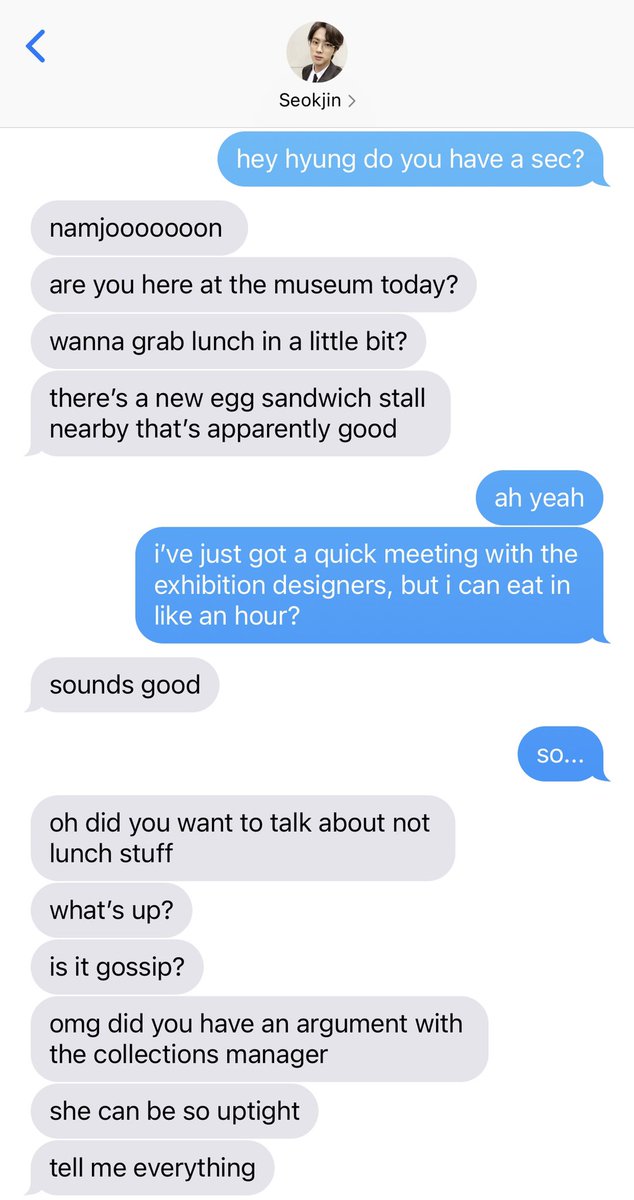 Seokjin >
hey hyung do you have a sec?
namjooooooon
are you here at the museum today?
wanna grab lunch in a little bit?
there’s a new egg sandwich stall
nearby that’s apparently good
ah yeah
i’ve just got a quick meeting with the
exhibition designers, but i can eat in
like an hour?
sounds good
so...
oh did you want to talk about not
lunch stuff
what’s up?
is it gossip?
omg did you have an argument with
the collections manager
she can be so uptight
tell me everything